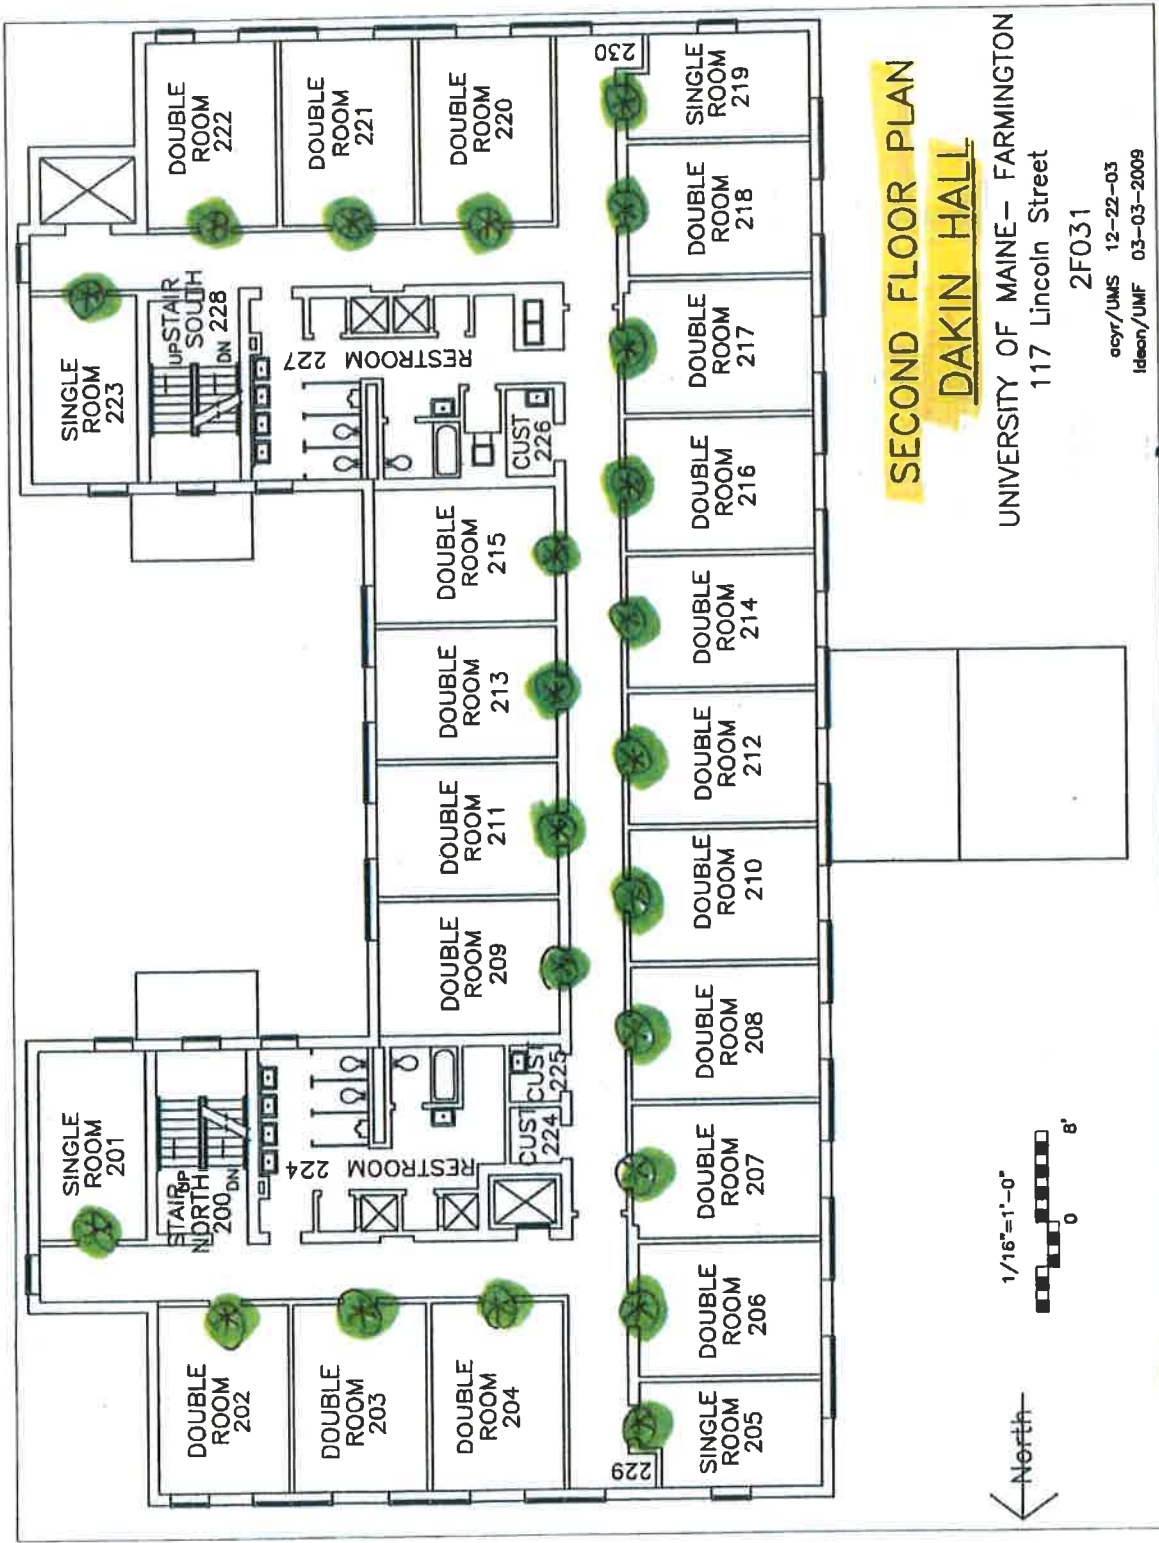 SINGLE
ROOM
201
STAIR
NORTH
200
UP
DN
DOUBLE
ROOM
202
DOUBLE
ROOM
203
DOUBLE
ROOM
204
229
SINGLE
ROOM
205
DOUBLE
ROOM
206
DOUBLE
ROOM
207
DOUBLE
ROOM
208
RESTROOM 224
CUST
224
CUST
225
DOUBLE
ROOM
209
DOUBLE
ROOM
210
DOUBLE
ROOM
211
DOUBLE
ROOM
212
DOUBLE
ROOM
213
DOUBLE
ROOM
214
DOUBLE
ROOM
215
DOUBLE
ROOM
216
DOUBLE
ROOM
217
DOUBLE
ROOM
218
SINGLE
ROOM
219
230
DOUBLE
ROOM
220
DOUBLE
ROOM
221
DOUBLE
ROOM
222
SINGLE
ROOM
223
UP
STAIR
SOUTH
228
DN
RESTROOM 227
CUST
226
North
1/16"=1'-0"
0
8'
SECOND FLOOR PLAN
DAKIN HALL
UNIVERSITY OF MAINE- FARMINGTON
117 Lincoln Street
2F031
acyr/UMS 12-22-03
ldeon/UMF 03-03-2009